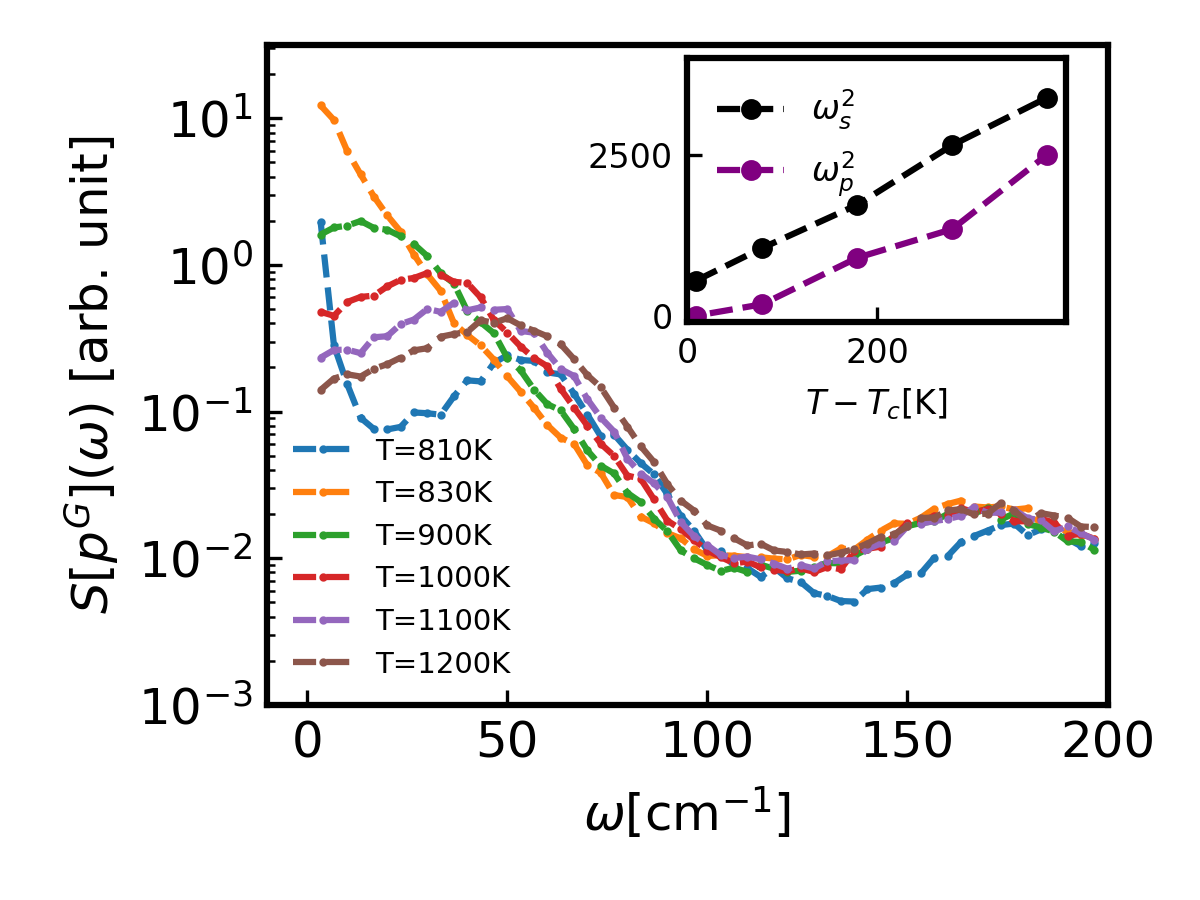 S[p^G](ω) [arb. unit]
10^1
10^0
10^−1
10^−2
10^−3
0 50 100 150 200
ω[cm^−1]
T=810K
T=830K
T=900K
T=1000K
T=1100K
T=1200K
ω_s^2
ω_p^2
2500
0
0 200
T − T_c[K]